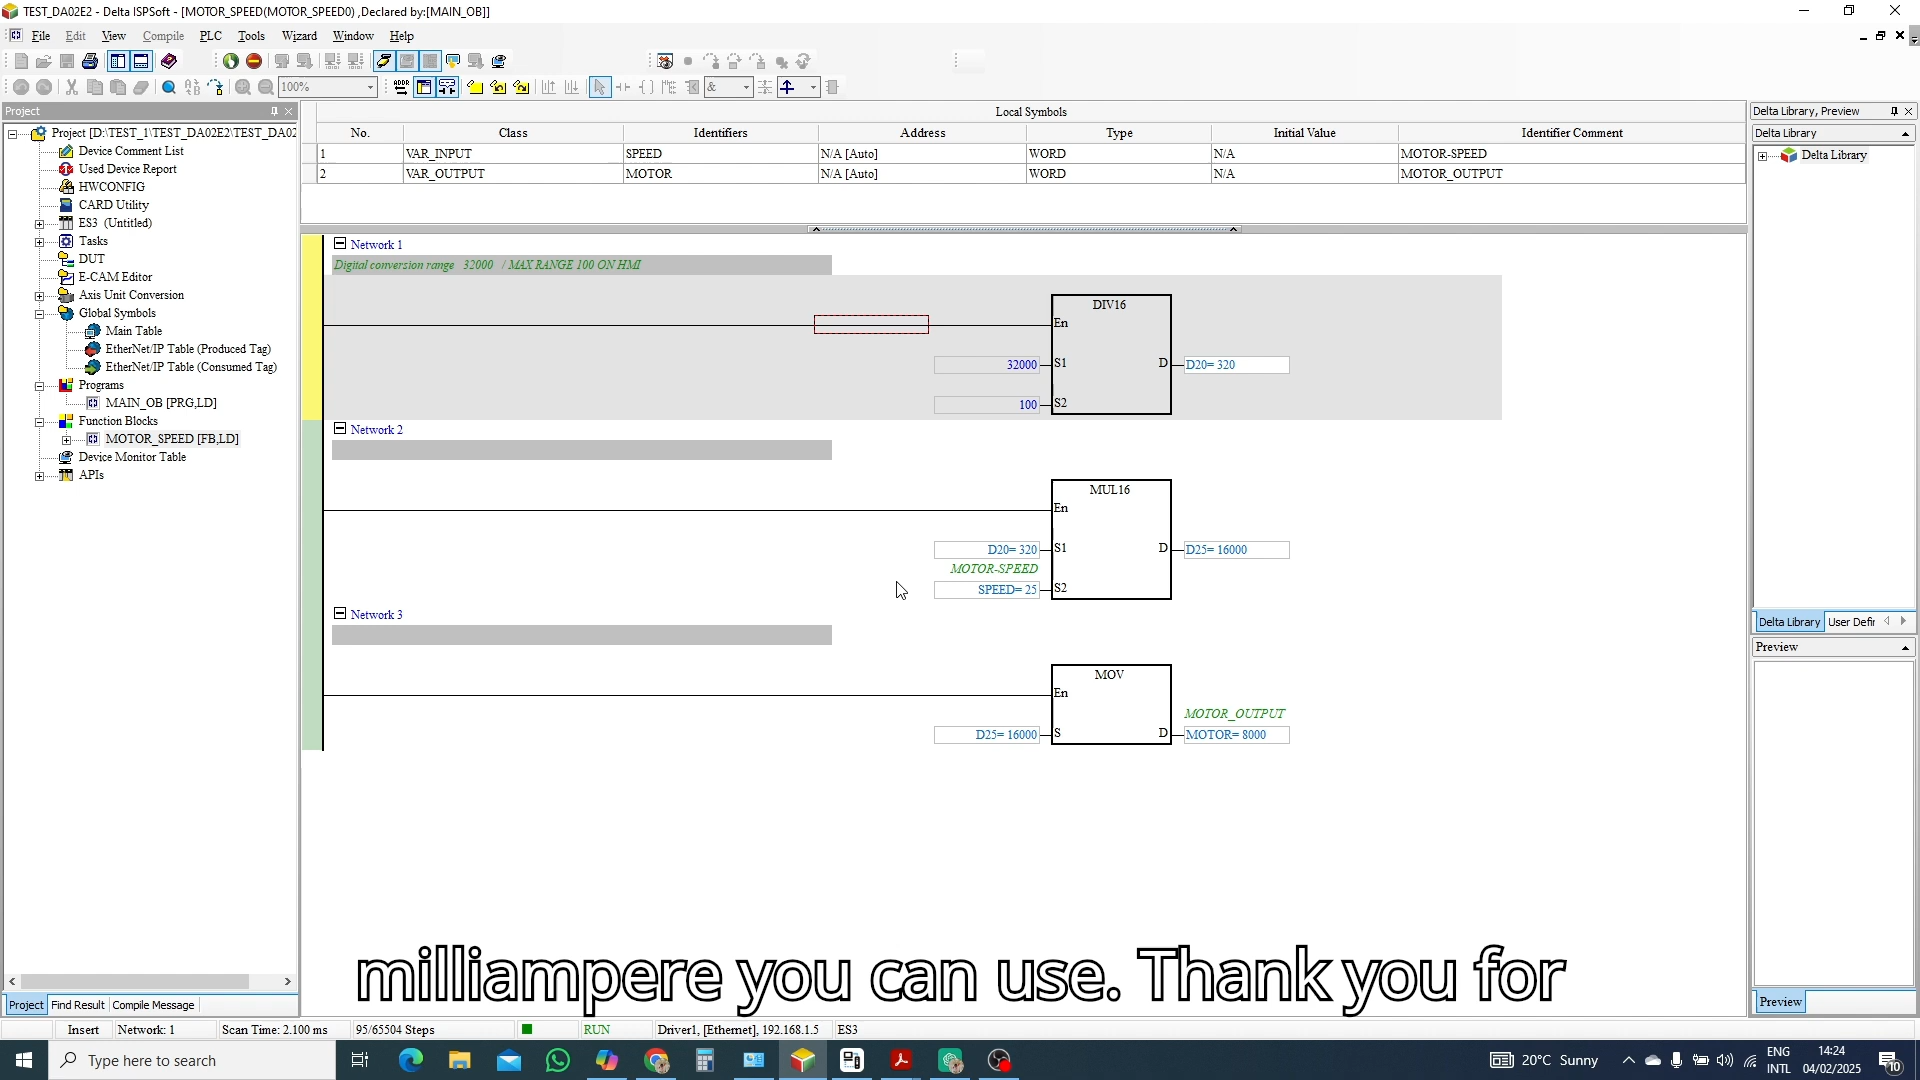 TEST_DA02E2 - Delta ISPSoft - [MOTOR_SPEED(MOTOR_SPEED0) ,Declared by:[MAIN_OB]]
File Edit View Compile PLC Tools Wizard Window Help
100% &
Project
Project [D:\TEST_1\TEST_DA02E2\TEST_DA02
Device Comment List
Used Device Report
HWCONFIG
CARD Utility
ES3 (Untitled)
Tasks
DUT
E-CAM Editor
Axis Unit Conversion
Global Symbols
Main Table
EtherNet/IP Table (Produced Tag)
EtherNet/IP Table (Consumed Tag)
Programs
MAIN_OB [PRG,LD]
Function Blocks
MOTOR_SPEED [FB,LD]
Device Monitor Table
APIs
Project Find Result Compile Message
Local Symbols
No. Class Identifiers Address Type Initial Value Identifier Comment
1 VAR_INPUT SPEED N/A [Auto] WORD N/A MOTOR-SPEED
2 VAR_OUTPUT MOTOR N/A [Auto] WORD N/A MOTOR_OUTPUT
Network 1
Digital conversion range 32000 / MAX RANGE 100 ON HMI
DIV16
En
32000 S1 D D20= 320
100 S2
Network 2
MUL16
En
D20= 320 S1 D D25= 16000
MOTOR-SPEED
SPEED= 25 S2
Network 3
MOV
En
MOTOR_OUTPUT
D25= 16000 S D MOTOR= 8000
Delta Library, Preview
Delta Library
Delta Library
Delta Library User Defin
Preview
Preview
milliampere you can use. Thank you for
Insert Network: 1 Scan Time: 2.100 ms 95/65504 Steps RUN Driver1, [Ethernet], 192.168.1.5 ES3
Type here to search
20°C Sunny
ENG
INTL
14:24
04/02/2025
10